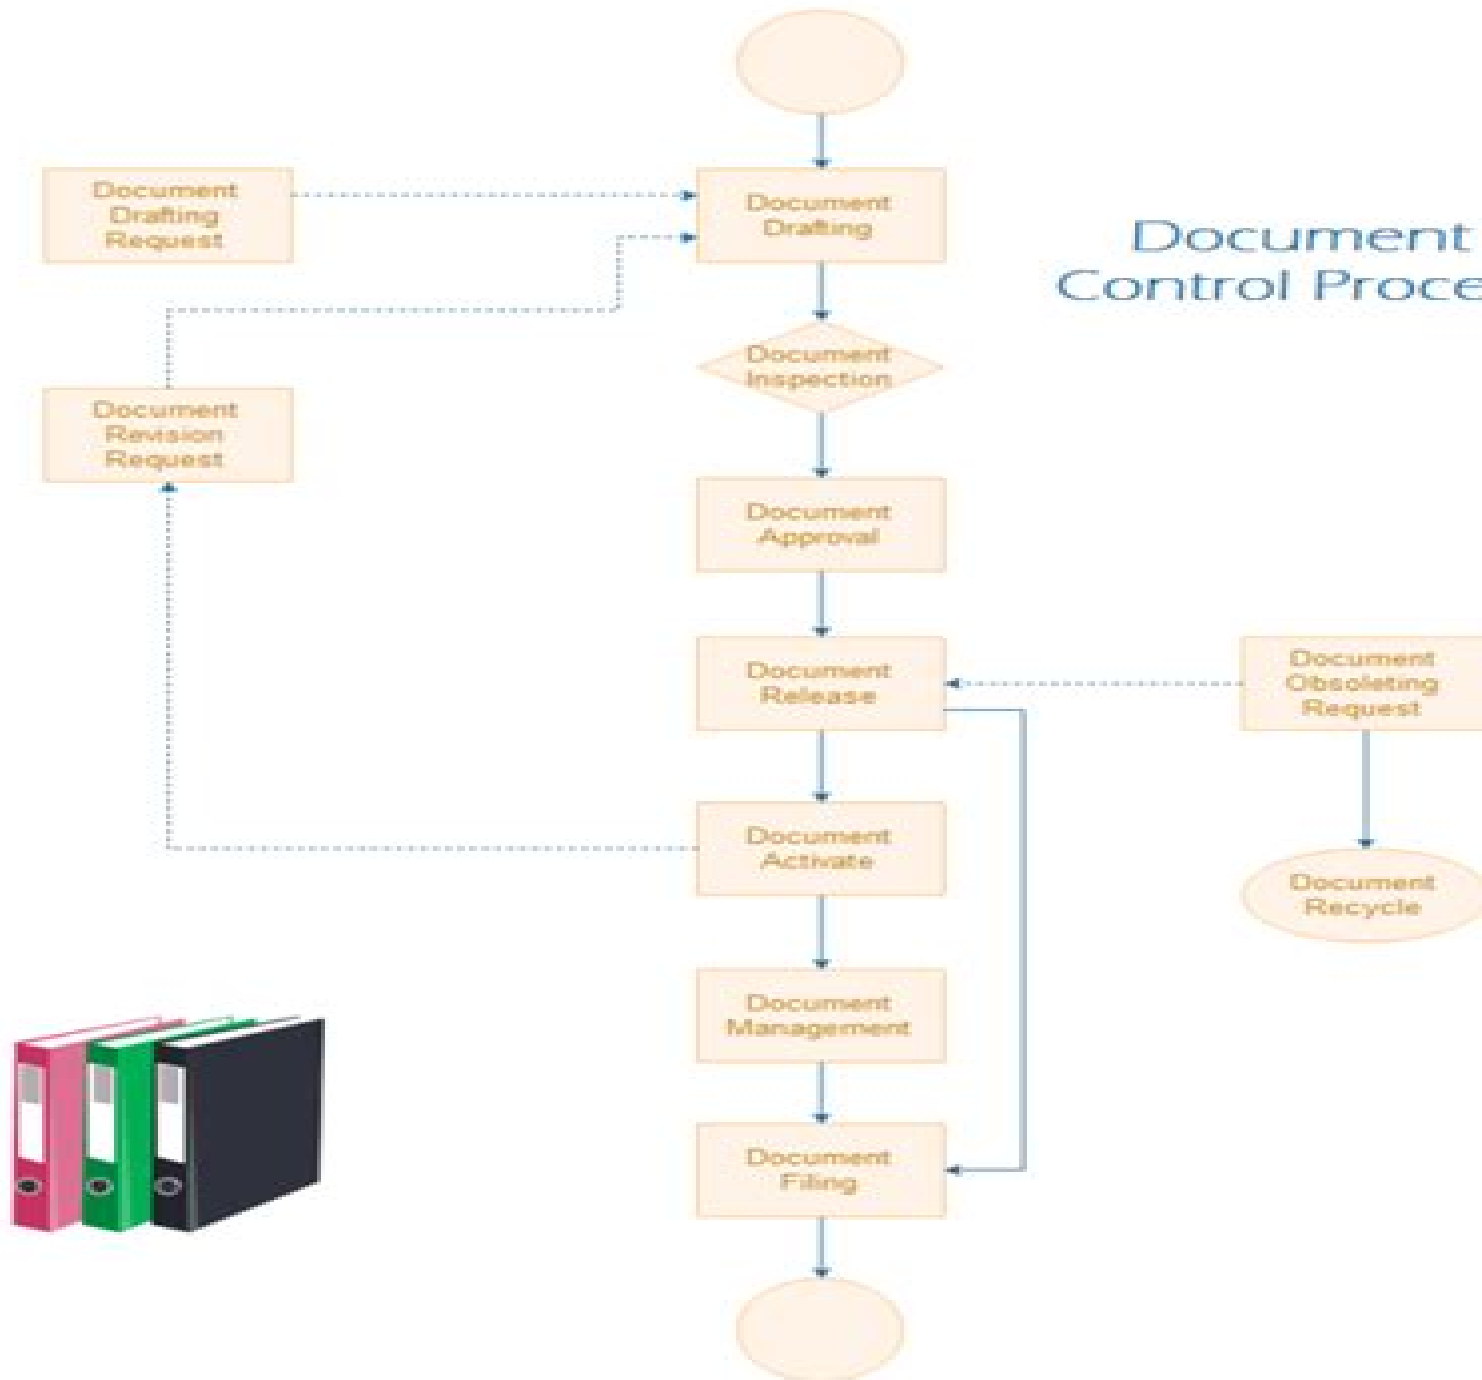 Document
Drafting
Request
Document
Drafting
Document
Control Proce
Document
Inspection
Document
Revision
Request
Document
Approval
Document
Release
Document
Obsoleting
Request
Document
Activate
Document
Recycle
Document
Management
Document
Filing